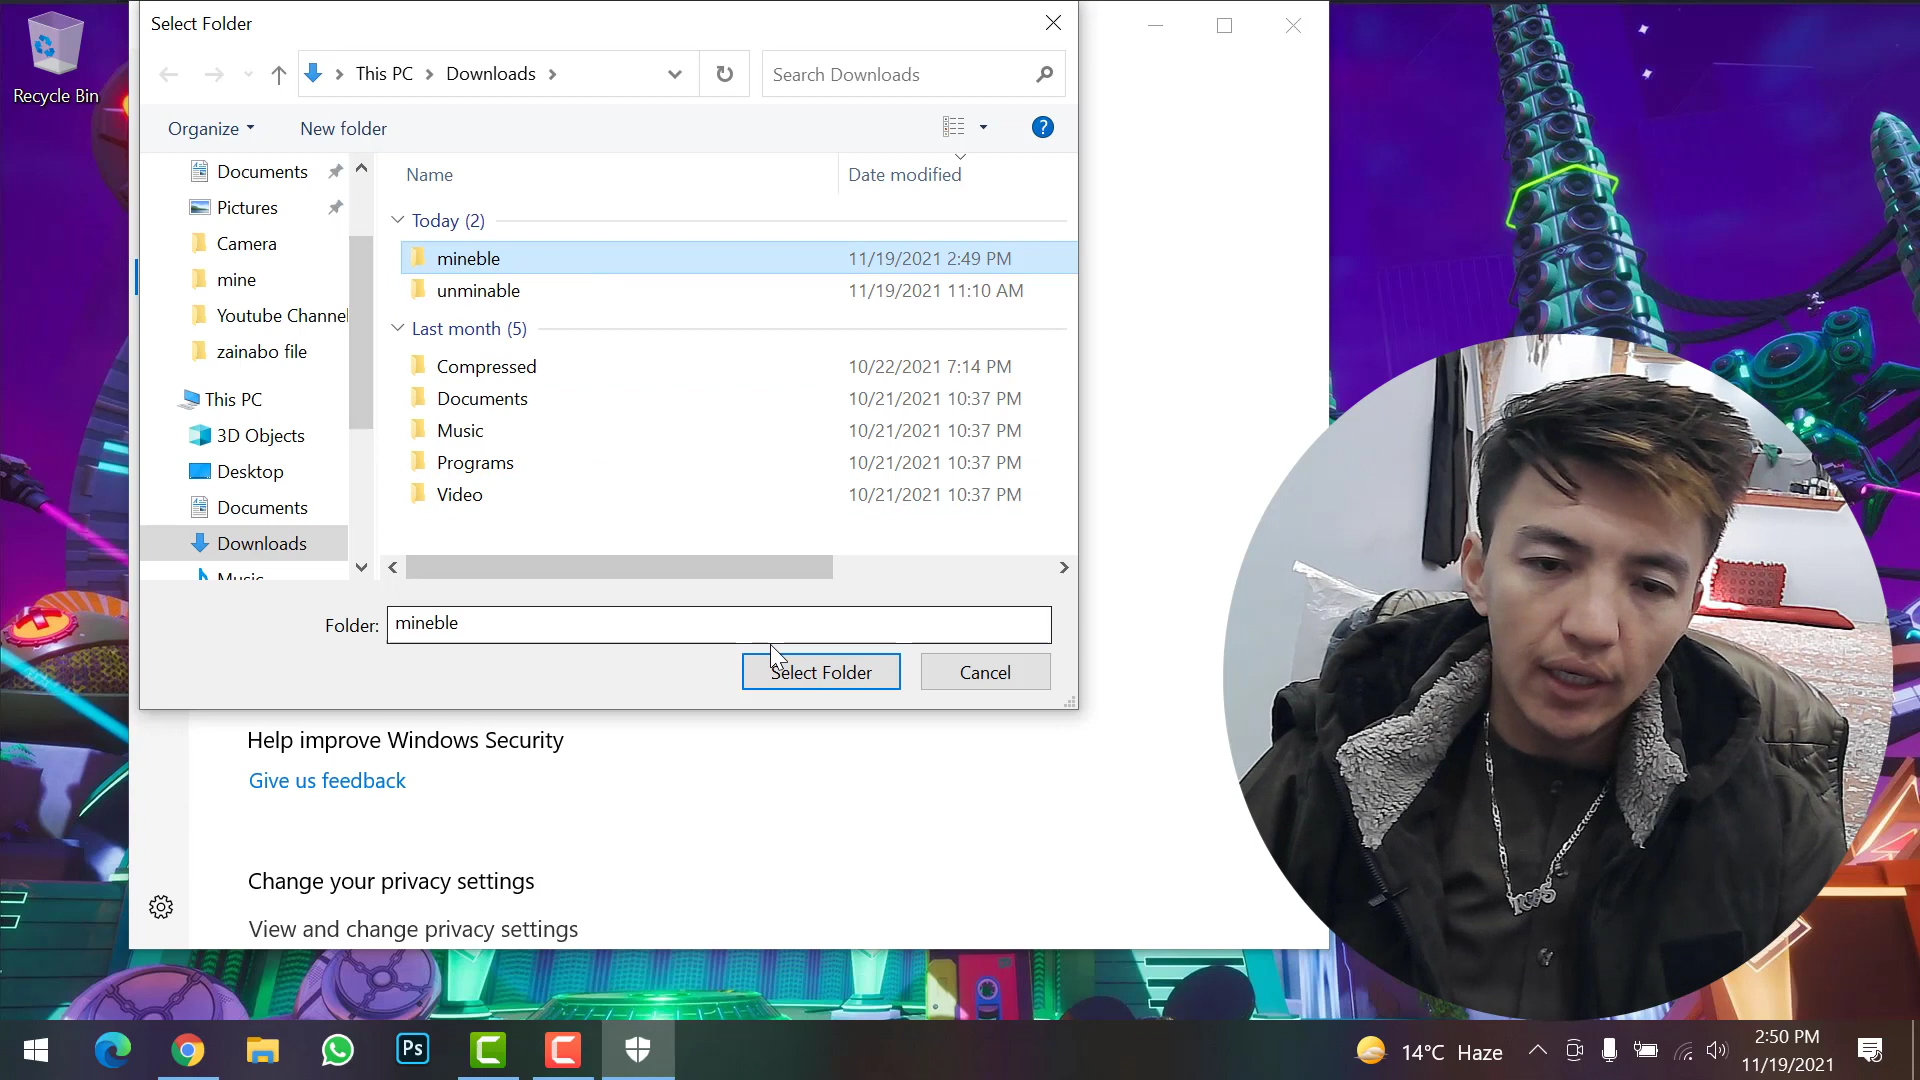 Recycle Bin
Select Folder
This PC
Downloads
Search Downloads
Organize
New folder
?
Documents
Pictures
Camera
mine
Youtube Channel
zainabo file
This PC
3D Objects
Desktop
Documents
Downloads
Music
Name
Date modified
Today (2)
mineble 11/19/2021 2:49 PM
unminable 11/19/2021 11:10 AM
Last month (5)
Compressed 10/22/2021 7:14 PM
Documents 10/21/2021 10:37 PM
Music 10/21/2021 10:37 PM
Programs 10/21/2021 10:37 PM
Video 10/21/2021 10:37 PM
Folder: mineble
Select Folder
Cancel
Help improve Windows Security
Give us feedback
Change your privacy settings
View and change privacy settings
Ps
14°C Haze
2:50 PM
11/19/2021